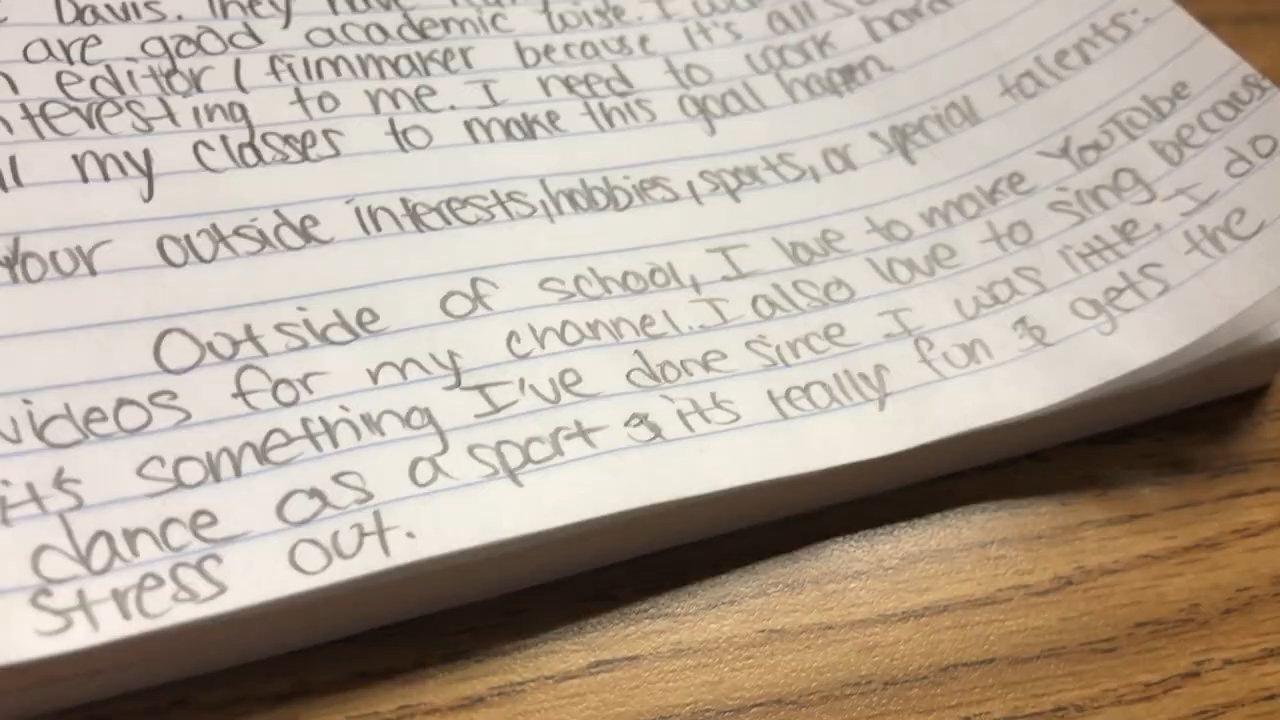 Davis. They have
are good academic wise. I
editor / filmmaker because it's all
to me. I need to work hard
my classes to make this goal happen
Your outside interests, hobbies, sports, or special talents:
Outside of school, I love to make YouTube
videos for my channel. I also love to sing because
it's something I've done since I was little. I do
dance as a sport & it's really fun & gets the
stress out.